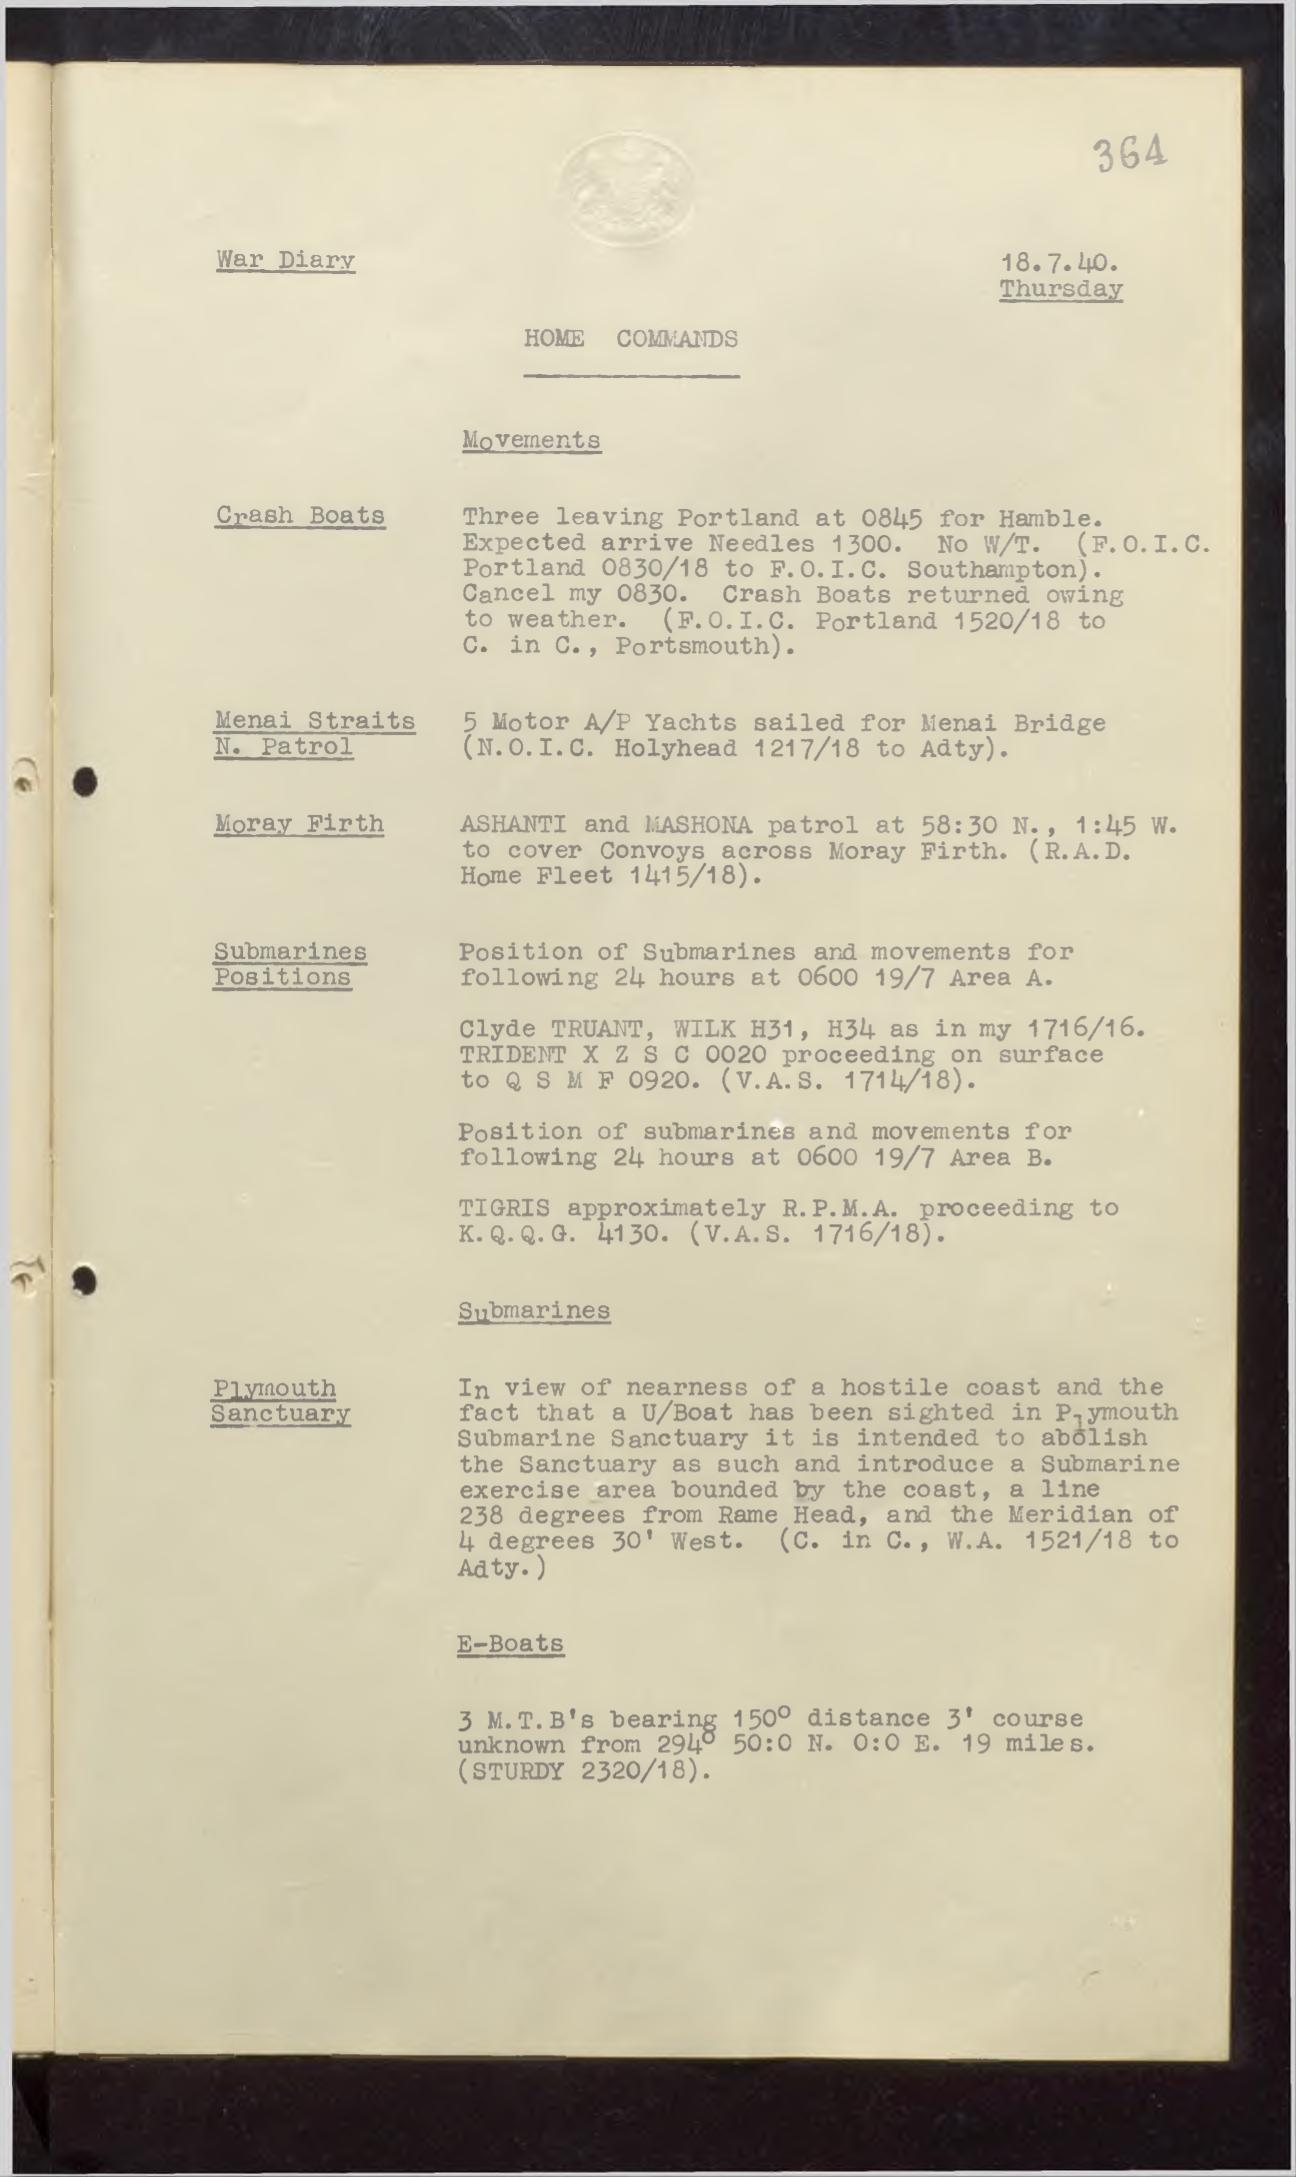 364
War Diary 18.7.40.
Thursday
HOME COMMANDS
Movements
Crash Boats Three leaving Portland at 0845 for Hamble.
Expected arrive Needles 1300. No W/T. (F.O.I.C.
Portland 0830/18 to F.O.I.C. Southampton).
Cancel my 0830. Crash Boats returned owing
to weather. (F.O.I.C. Portland 1520/18 to
C. in C., Portsmouth).
Menai Straits 5 Motor A/P Yachts sailed for Menai Bridge
N. Patrol (N.O.I.C. Holyhead 1217/18 to Adty).
Moray Firth ASHANTI and MASHONA patrol at 58:30 N., 1:45 W.
to cover Convoys across Moray Firth. (R.A.D.
Home Fleet 1415/18).
Submarines Position of Submarines and movements for
Positions following 24 hours at 0600 19/7 Area A.
Clyde TRUANT, WILK H31, H34 as in my 1716/16.
TRIDENT X Z S C 0020 proceeding on surface
to Q S M F 0920. (V.A.S. 1714/18).
Position of submarines and movements for
following 24 hours at 0600 19/7 Area B.
TIGRIS approximately R.P.M.A. proceeding to
K.Q.Q.G. 4130. (V.A.S. 1716/18).
Submarines
Plymouth In view of nearness of a hostile coast and the
Sanctuary fact that a U/Boat has been sighted in Plymouth
Submarine Sanctuary it is intended to abolish
the Sanctuary as such and introduce a Submarine
exercise area bounded by the coast, a line
238 degrees from Rame Head, and the Meridian of
4 degrees 30' West. (C. in C., W.A. 1521/18 to
Adty.)
E-Boats
3 M.T.B's bearing 150° distance 3' course
unknown from 294° 50:0 N. 0:0 E. 19 miles.
(STURDY 2320/18).